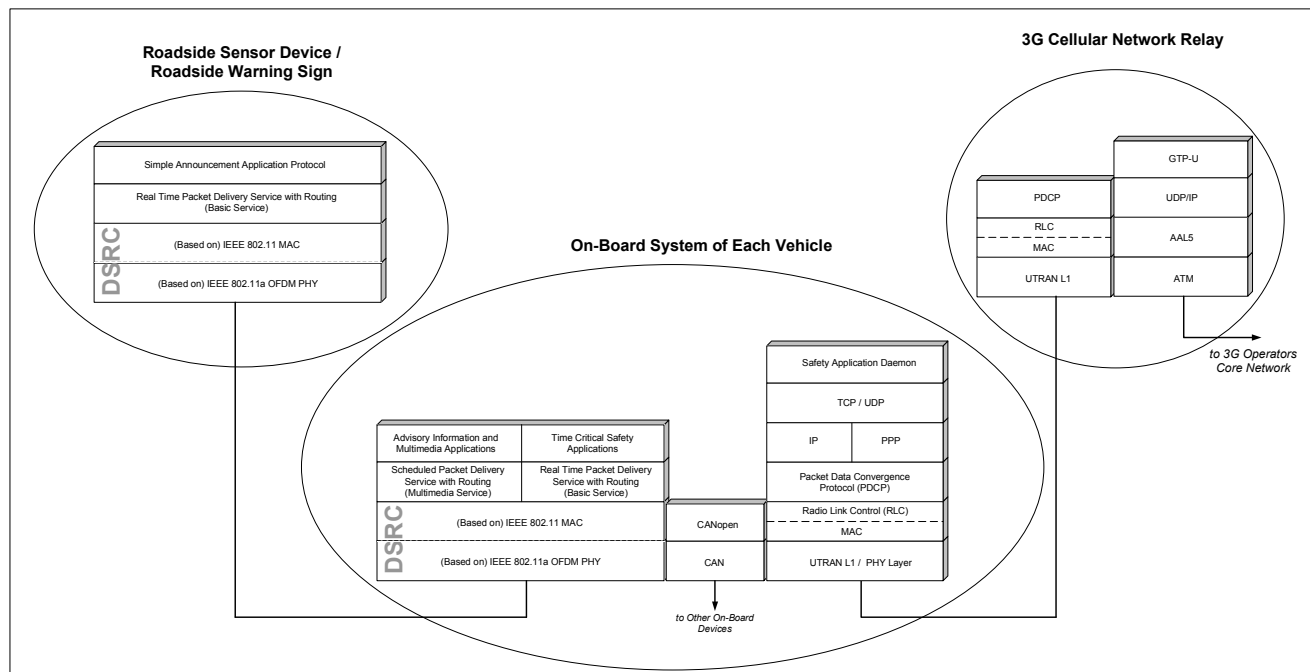 Roadside Sensor Device /
Roadside Warning Sign
Simple Announcement Application Protocol
Real Time Packet Delivery Service with Routing
(Basic Service)
DSRC
(Based on) IEEE 802.11 MAC
(Based on) IEEE 802.11a OFDM PHY
3G Cellular Network Relay
PDCP
RLC
MAC
UTRAN L1
GTP-U
UDP/IP
AAL5
ATM
to 3G Operators
Core Network
On-Board System of Each Vehicle
Advisory Information and
Multimedia Applications
Time Critical Safety
Applications
Scheduled Packet Delivery
Service with Routing
(Multimedia Service)
Real Time Packet Delivery
Service with Routing
(Basic Service)
DSRC
(Based on) IEEE 802.11 MAC
(Based on) IEEE 802.11a OFDM PHY
CANopen
CAN
to Other On-Board
Devices
Safety Application Daemon
TCP / UDP
IP
PPP
Packet Data Convergence
Protocol (PDCP)
Radio Link Control (RLC)
MAC
UTRAN L1 / PHY Layer